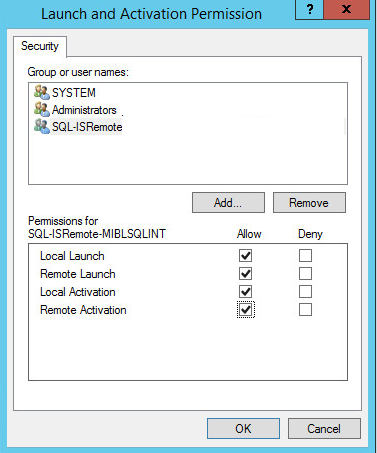 Launch and Activation Permission
? x
Security
Group or user names:
SYSTEM
Administrators
SQL-ISRemote
Add... Remove
Permissions for
SQL-ISRemote-MIBLSQLINT Allow Deny
Local Launch
Remote Launch
Local Activation
Remote Activation
OK Cancel